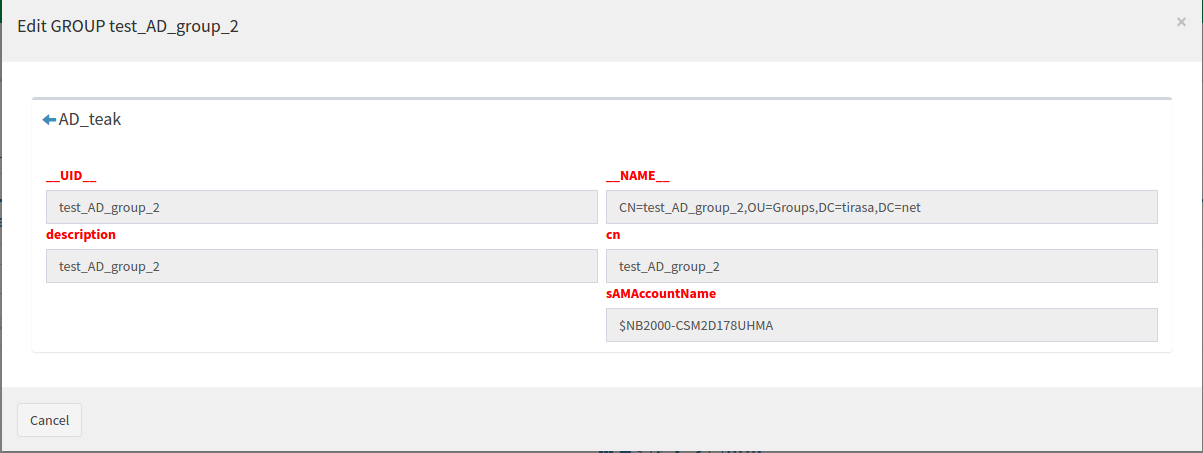 Edit GROUP test_AD_group_2
×
AD_teak
__UID__
__NAME__
test_AD_group_2
CN=test_AD_group_2,OU=Groups,DC=tirasa,DC=net
description
cn
test_AD_group_2
test_AD_group_2
sAMAccountName
$NB2000-CSM2D178UHMA
Cancel